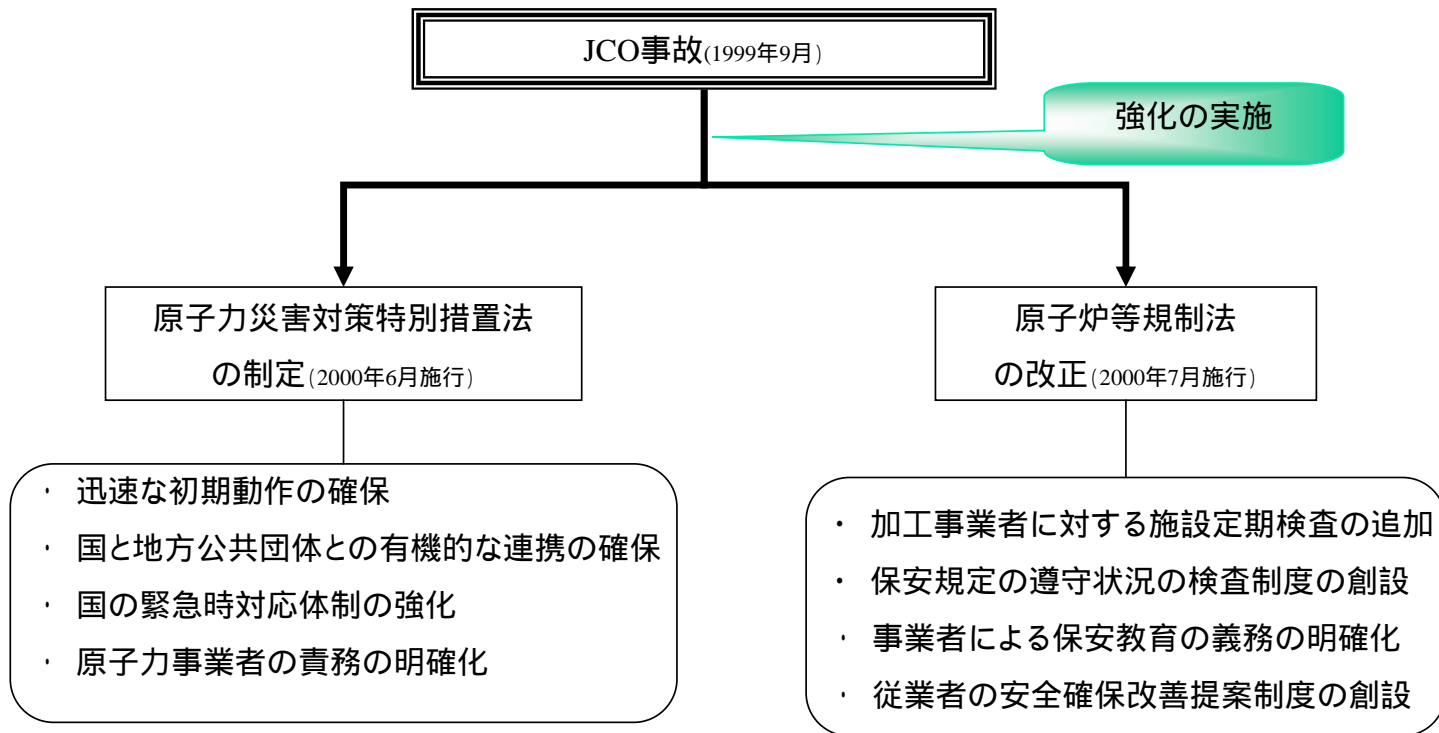 JCO事故(1999年9月)
強化の実施
原子力災害対策特別措置法
の制定(2000年6月施行)
原子炉等規制法
の改正(2000年7月施行)
・ 迅速な初期動作の確保
・ 国と地方公共団体との有機的な連携の確保
・ 国の緊急時対応体制の強化
・ 原子力事業者の責務の明確化
・ 加工事業者に対する施設定期検査の追加
・ 保安規定の遵守状況の検査制度の創設
・ 事業者による保安教育の義務の明確化
・ 従業者の安全確保改善提案制度の創設